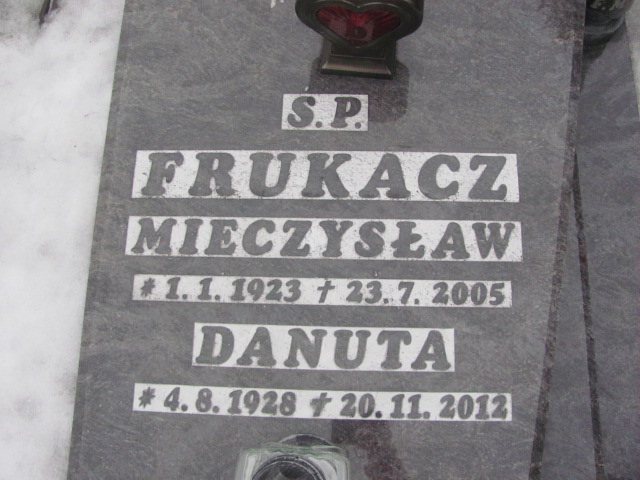 S.P.
FRUKACZ
MIECZYSŁAW
* 1. 1. 1923 † 23. 7. 2005
DANUTA
* 4. 8. 1928 † 20. 11. 2012